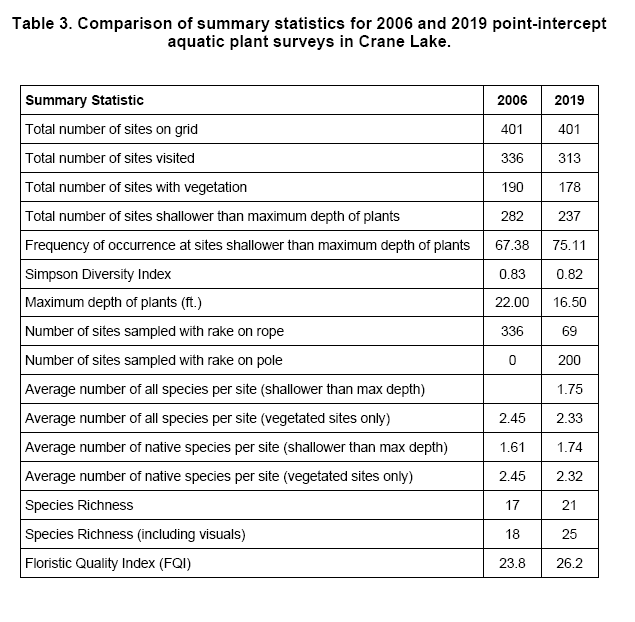 Table 3. Comparison of summary statistics for 2006 and 2019 point-intercept
aquatic plant surveys in Crane Lake.
Summary Statistic 2006 2019
Total number of sites on grid 401 401
Total number of sites visited 336 313
Total number of sites with vegetation 190 178
Total number of sites shallower than maximum depth of plants 282 237
Frequency of occurrence at sites shallower than maximum depth of plants 67.38 75.11
Simpson Diversity Index 0.83 0.82
Maximum depth of plants (ft.) 22.00 16.50
Number of sites sampled with rake on rope 336 69
Number of sites sampled with rake on pole 0 200
Average number of all species per site (shallower than max depth) 1.75
Average number of all species per site (vegetated sites only) 2.45 2.33
Average number of native species per site (shallower than max depth) 1.61 1.74
Average number of native species per site (vegetated sites only) 2.45 2.32
Species Richness 17 21
Species Richness (including visuals) 18 25
Floristic Quality Index (FQI) 23.8 26.2